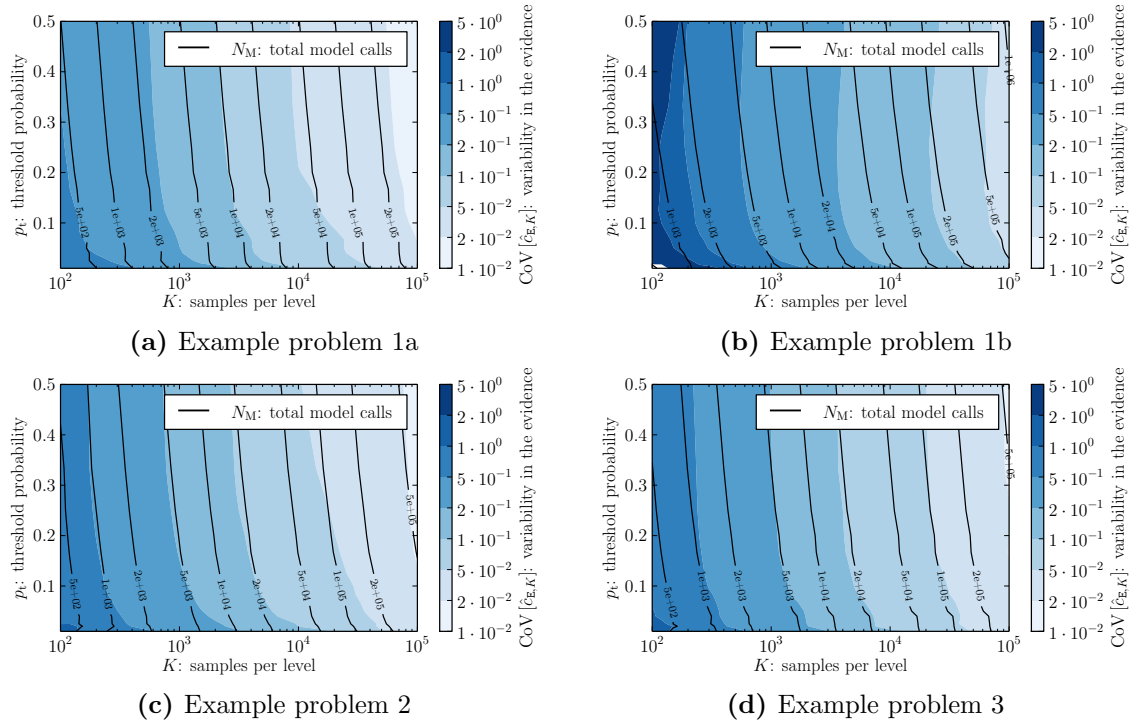 0.5
0.4
0.3
0.2
0.1
p_t: threshold probability
N_M: total model calls
5e+02
1e+03
2e+03
5e+03
1e+04
2e+04
5e+04
1e+05
2e+05
10^2
10^3
10^4
10^5
K: samples per level
5 · 10^0
2 · 10^0
1 · 10^0
5 · 10^−1
2 · 10^−1
1 · 10^−1
5 · 10^−2
2 · 10^−2
1 · 10^−2
CoV [ĉ_E,K]: variability in the evidence
(a) Example problem 1a
0.5
0.4
0.3
0.2
0.1
p_t: threshold probability
N_M: total model calls
1e+03
2e+03
5e+03
1e+04
2e+04
5e+04
1e+05
2e+05
5e+05
1e+06
10^2
10^3
10^4
10^5
K: samples per level
5 · 10^0
2 · 10^0
1 · 10^0
5 · 10^−1
2 · 10^−1
1 · 10^−1
5 · 10^−2
2 · 10^−2
1 · 10^−2
CoV [ĉ_E,K]: variability in the evidence
(b) Example problem 1b
0.5
0.4
0.3
0.2
0.1
p_t: threshold probability
N_M: total model calls
5e+02
1e+03
2e+03
5e+03
1e+04
2e+04
5e+04
1e+05
2e+05
5e+05
10^2
10^3
10^4
10^5
K: samples per level
5 · 10^0
2 · 10^0
1 · 10^0
5 · 10^−1
2 · 10^−1
1 · 10^−1
5 · 10^−2
2 · 10^−2
1 · 10^−2
CoV [ĉ_E,K]: variability in the evidence
(c) Example problem 2
0.5
0.4
0.3
0.2
0.1
p_t: threshold probability
N_M: total model calls
5e+02
1e+03
2e+03
5e+03
1e+04
2e+04
5e+04
1e+05
2e+05
5e+05
10^2
10^3
10^4
10^5
K: samples per level
5 · 10^0
2 · 10^0
1 · 10^0
5 · 10^−1
2 · 10^−1
1 · 10^−1
5 · 10^−2
2 · 10^−2
1 · 10^−2
CoV [ĉ_E,K]: variability in the evidence
(d) Example problem 3